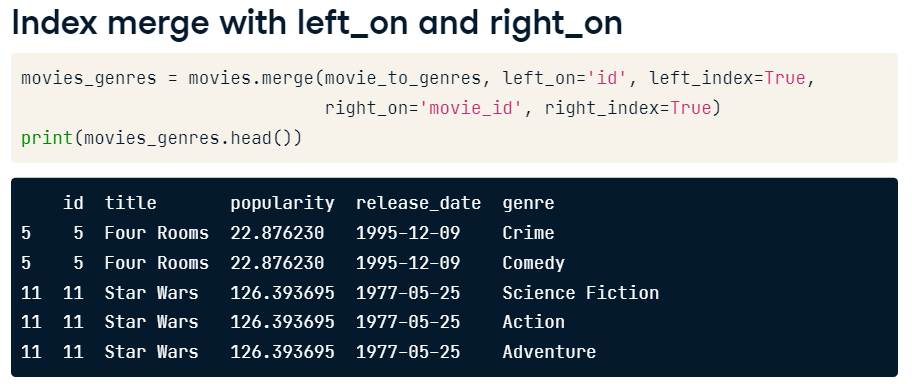 Index merge with left_on and right_on
movies_genres = movies.merge(movie_to_genres, left_on='id', left_index=True,
                             right_on='movie_id', right_index=True)
print(movies_genres.head())
    id  title       popularity  release_date  genre
5    5  Four Rooms  22.876230   1995-12-09    Crime
5    5  Four Rooms  22.876230   1995-12-09    Comedy
11  11  Star Wars   126.393695  1977-05-25    Science Fiction
11  11  Star Wars   126.393695  1977-05-25    Action
11  11  Star Wars   126.393695  1977-05-25    Adventure